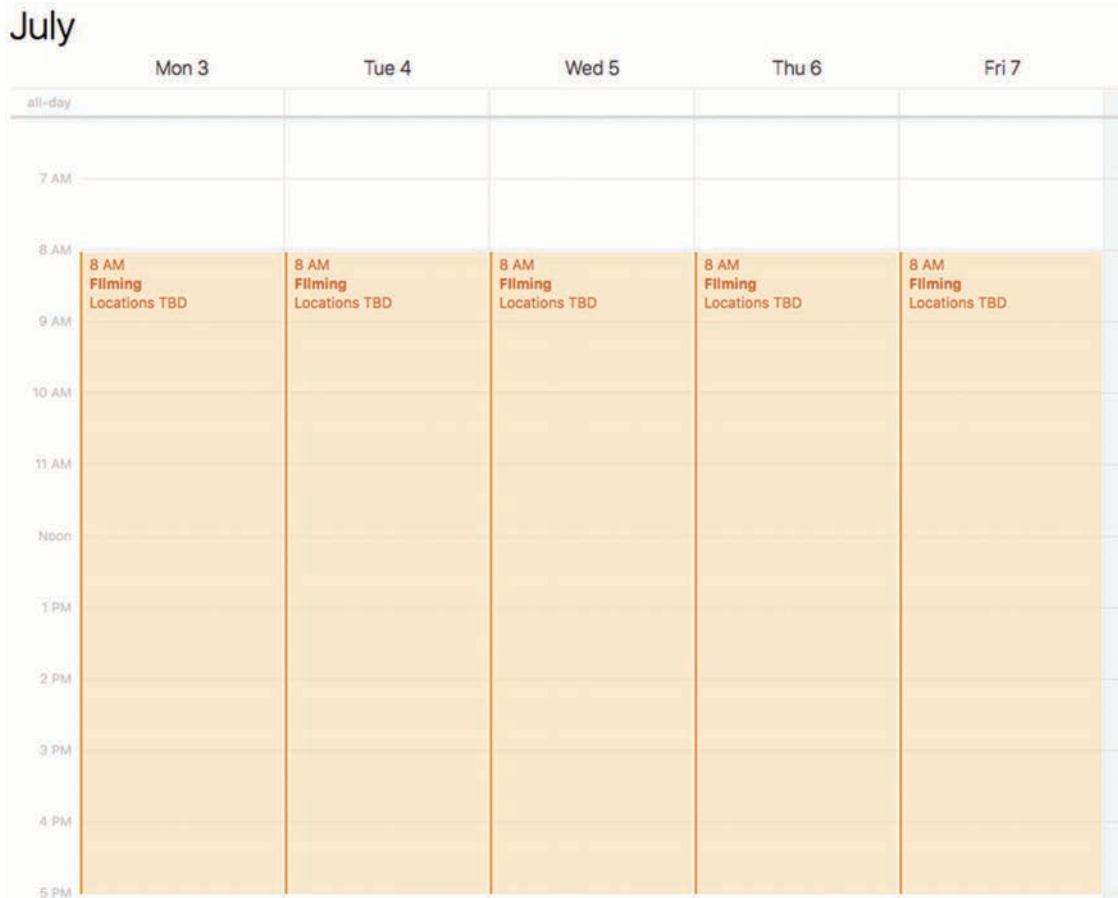 July
Mon 3 Tue 4 Wed 5 Thu 6 Fri 7
all-day
7 AM
8 AM
8 AM 8 AM 8 AM 8 AM 8 AM
FIlming FIlming FIlming FIlming FIlming
Locations TBD Locations TBD Locations TBD Locations TBD Locations TBD
9 AM
10 AM
11 AM
Noon
1 PM
2 PM
3 PM
4 PM
5 PM